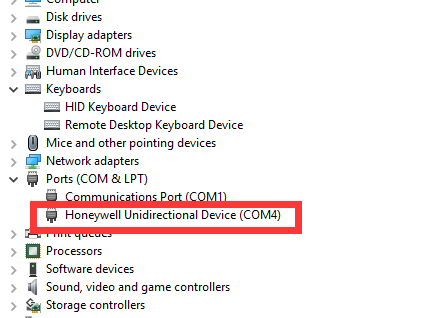 Computer
Disk drives
Display adapters
DVD/CD-ROM drives
Human Interface Devices
Keyboards
HID Keyboard Device
Remote Desktop Keyboard Device
Mice and other pointing devices
Network adapters
Ports (COM & LPT)
Communications Port (COM1)
Honeywell Unidirectional Device (COM4)
Print queues
Processors
Software devices
Sound, video and game controllers
Storage controllers